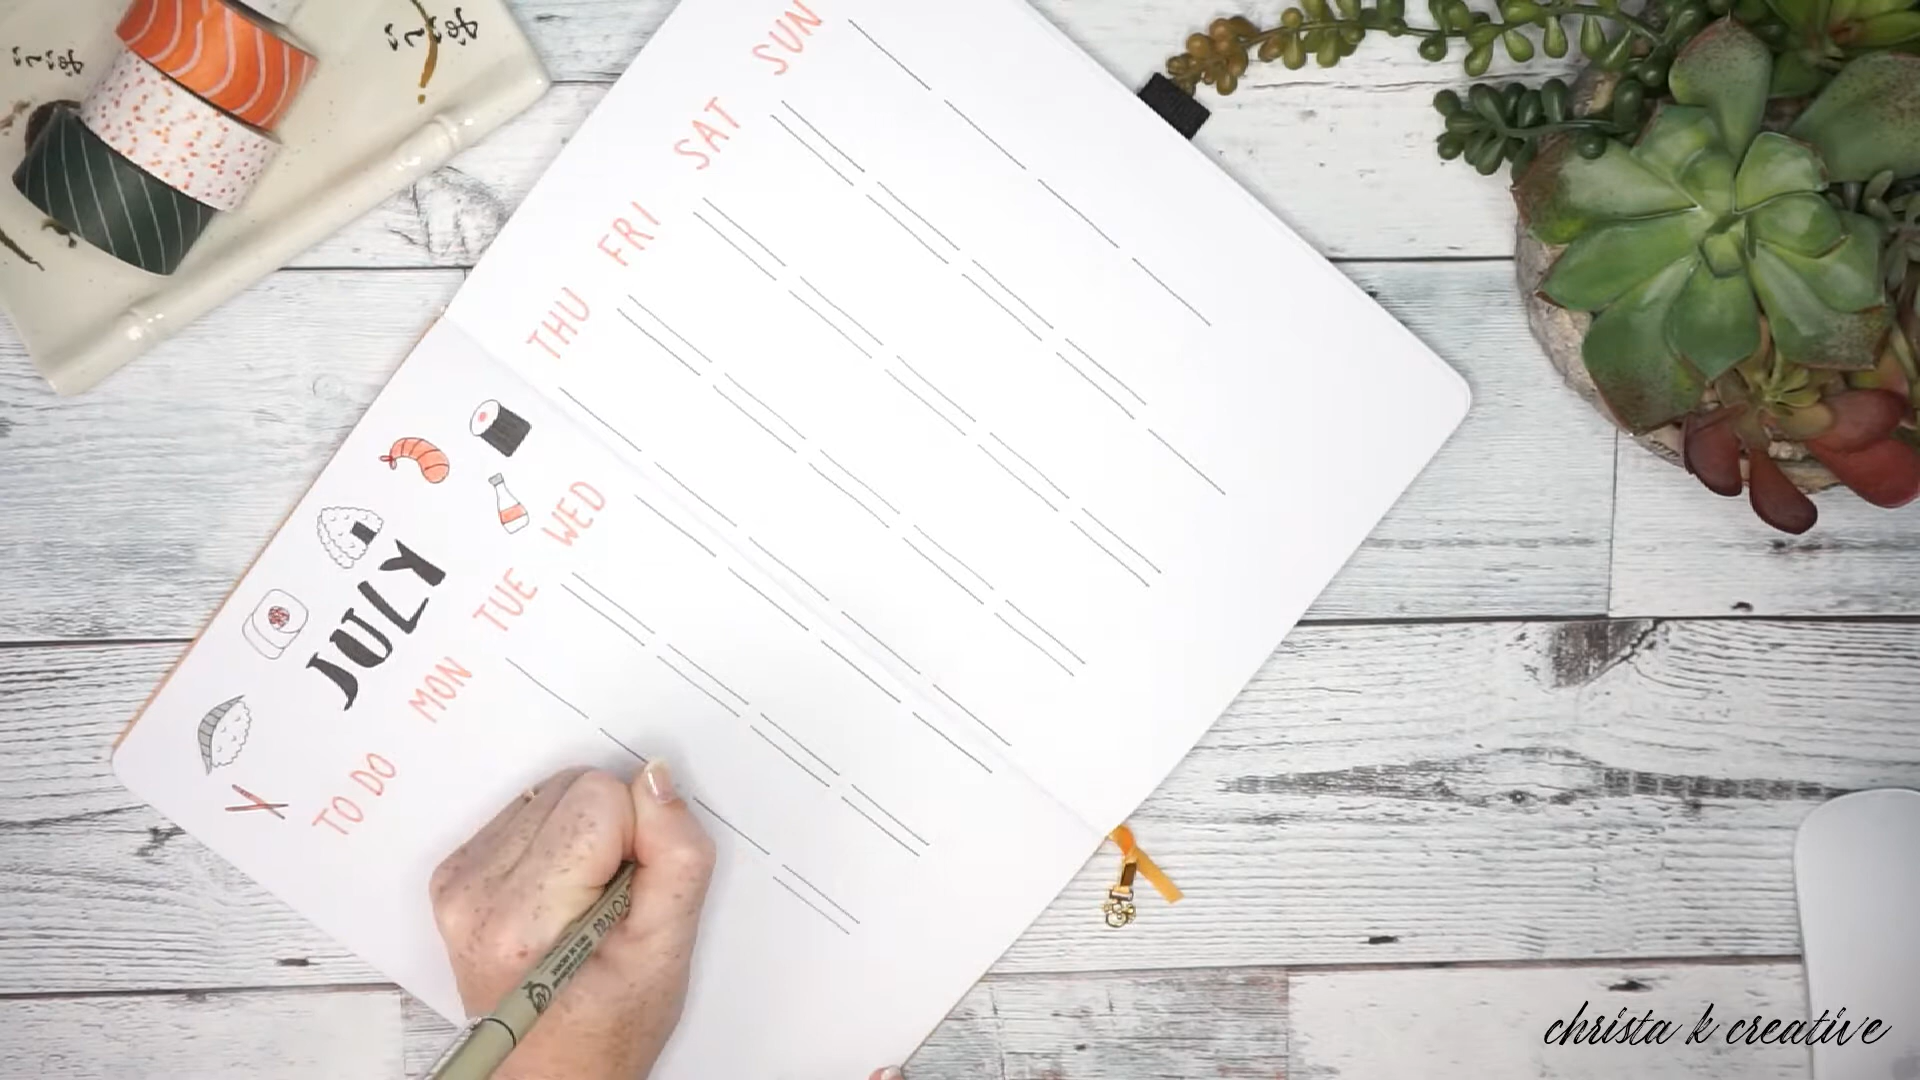 JULY
TO DO
MON
TUE
WED
THU
FRI
SAT
SUN
christa k creative